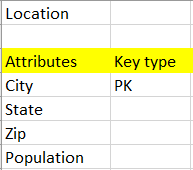 Location
Attributes Key type
City PK
State
Zip
Population